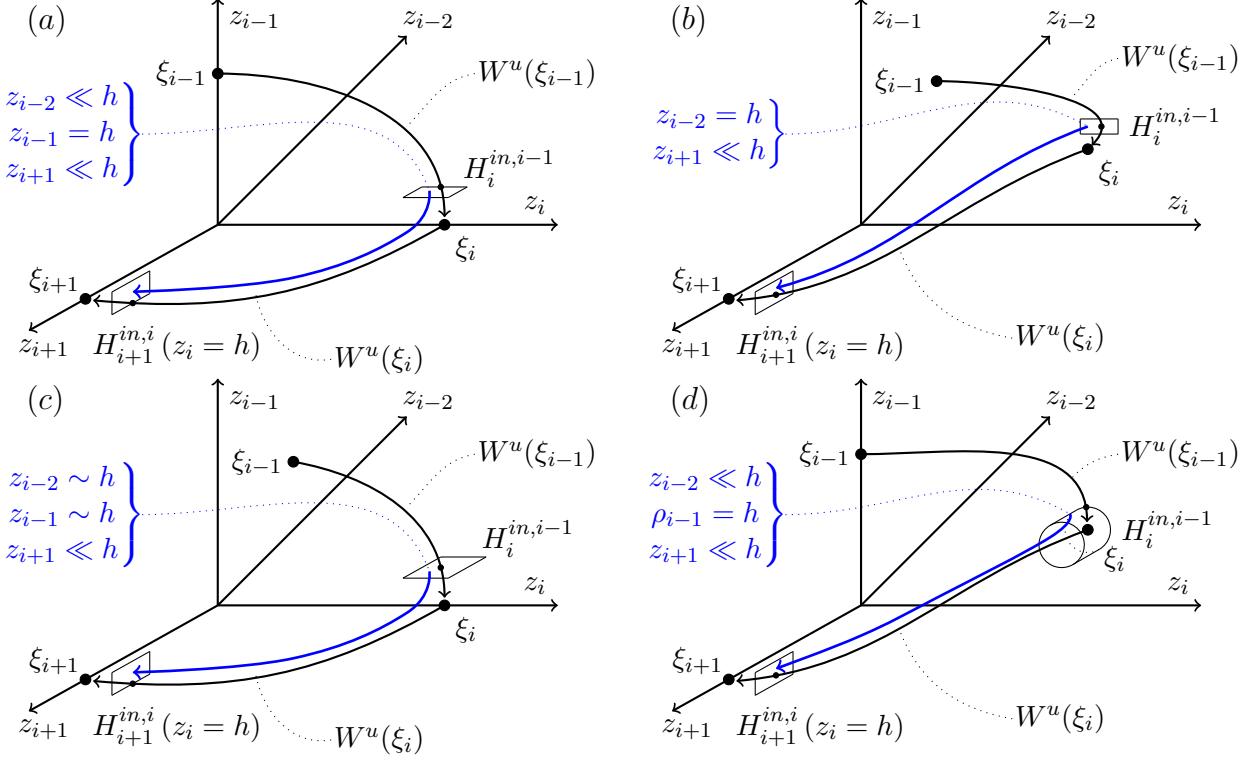 (a)
z_{i-1}
z_{i-2}
ξ_{i-1}
W^u(ξ_{i-1})
z_{i-2} ≪ h
z_{i-1} = h
z_{i+1} ≪ h
H_i^{in,i-1}
z_i
ξ_i
ξ_{i+1}
z_{i+1}
H_{i+1}^{in,i} (z_i = h)
W^u(ξ_i)
(b)
z_{i-1}
z_{i-2}
W^u(ξ_{i-1})
ξ_{i-1}
z_{i-2} = h
z_{i+1} ≪ h
H_i^{in,i-1}
ξ_i
z_i
ξ_{i+1}
z_{i+1}
H_{i+1}^{in,i} (z_i = h)
W^u(ξ_i)
(c)
z_{i-1}
z_{i-2}
ξ_{i-1}
W^u(ξ_{i-1})
z_{i-2} ∼ h
z_{i-1} ∼ h
z_{i+1} ≪ h
H_i^{in,i-1}
z_i
ξ_i
ξ_{i+1}
z_{i+1}
H_{i+1}^{in,i} (z_i = h)
W^u(ξ_i)
(d)
z_{i-1}
z_{i-2}
ξ_{i-1}
W^u(ξ_{i-1})
z_{i-2} ≪ h
ρ_{i-1} = h
z_{i+1} ≪ h
H_i^{in,i-1}
ξ_i
z_i
ξ_{i+1}
z_{i+1}
H_{i+1}^{in,i} (z_i = h)
W^u(ξ_i)